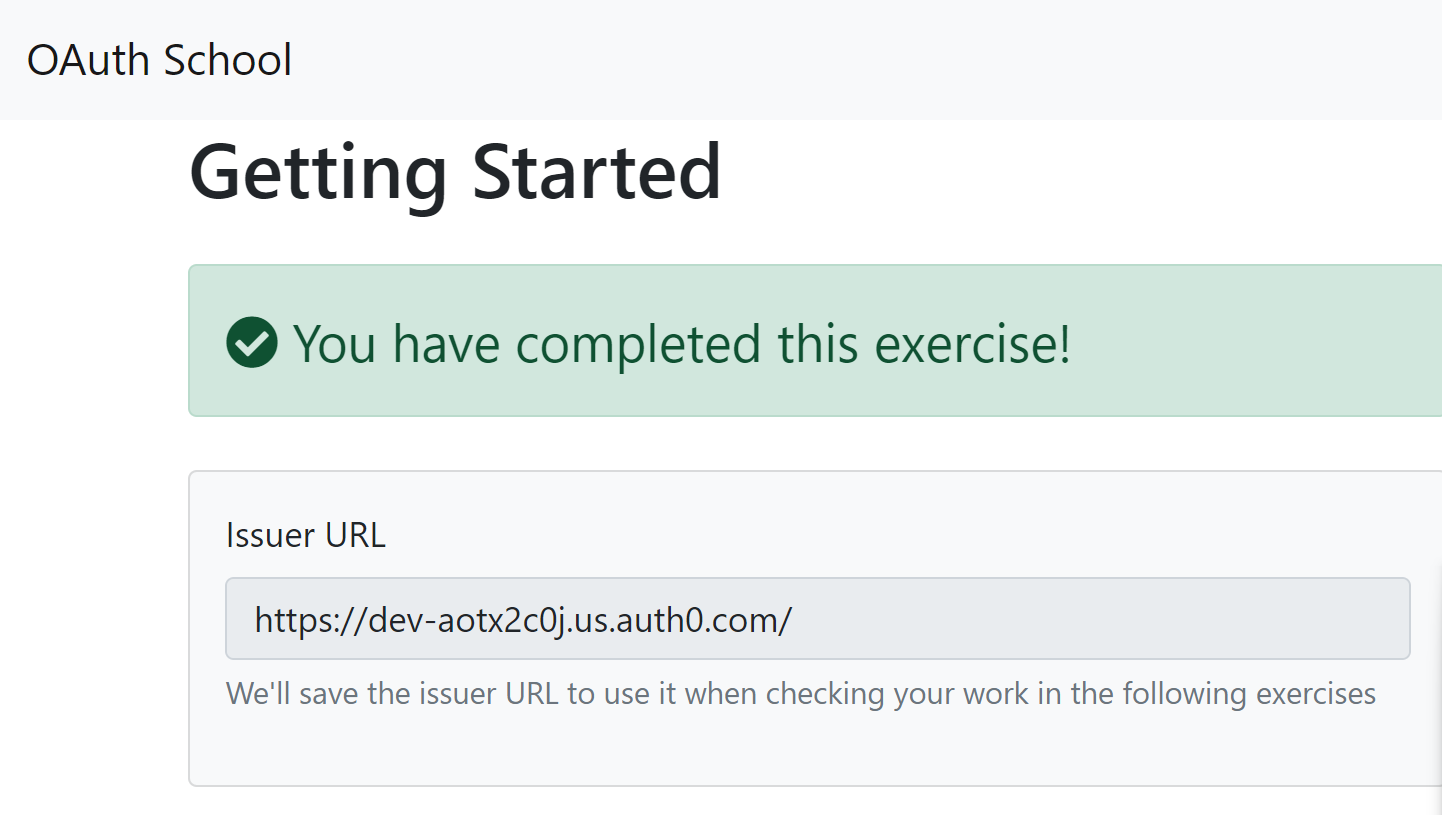 OAuth School
Getting Started
You have completed this exercise!
Issuer URL
https://dev-aotx2c0j.us.auth0.com/
We'll save the issuer URL to use it when checking your work in the following exercises